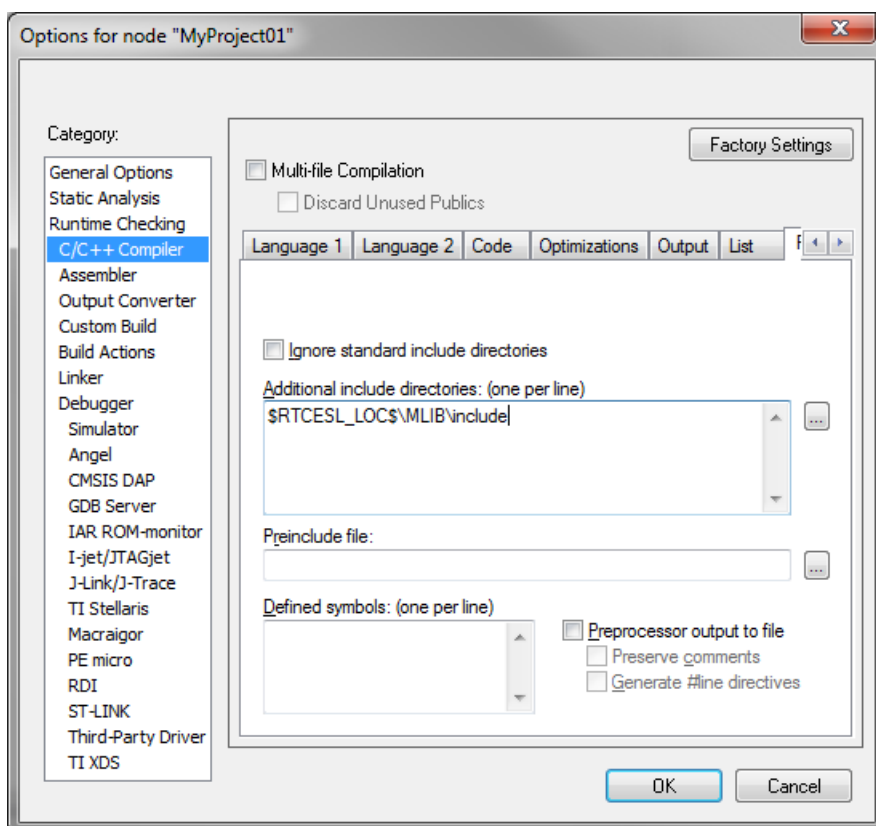 Options for node "MyProject01"
Category:
General Options
Static Analysis
Runtime Checking
C/C++ Compiler
Assembler
Output Converter
Custom Build
Build Actions
Linker
Debugger
Simulator
Angel
CMSIS DAP
GDB Server
IAR ROM-monitor
I-jet/JTAGjet
J-Link/J-Trace
TI Stellaris
Macraigor
PE micro
RDI
ST-LINK
Third-Party Driver
TI XDS
Factory Settings
Multi-file Compilation
Discard Unused Publics
Language 1 Language 2 Code Optimizations Output List
Ignore standard include directories
Additional include directories: (one per line)
$RTCESL_LOC$\MLIB\include
...
Preinclude file:
...
Defined symbols: (one per line)
Preprocessor output to file
Preserve comments
Generate #line directives
OK Cancel